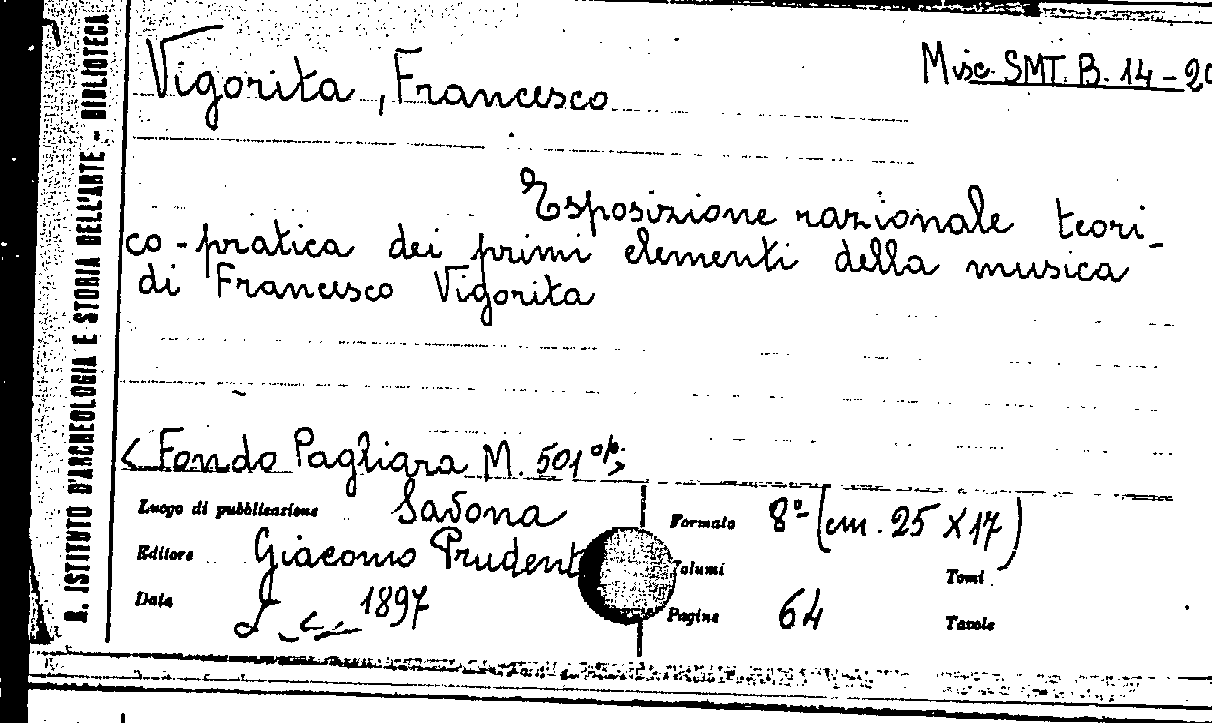 R. ISTITUTO D'ARCHEOLOGIA E STORIA DELL'ARTE - BIBLIOTECA
Vigorita, Francesco
Misc. SMT. B. 14-20
Esposizione razionale teori-
co-pratica dei primi elementi della musica
di Francesco Vigorita
< Fondo Pagliara M. 501 >
Luogo di pubblicazione Savona
Formato 8º (cm. 25 X 17)
Editore Giacomo Prudent
Volumi
Tomi
Data 1897
Pagine 64
Tavole